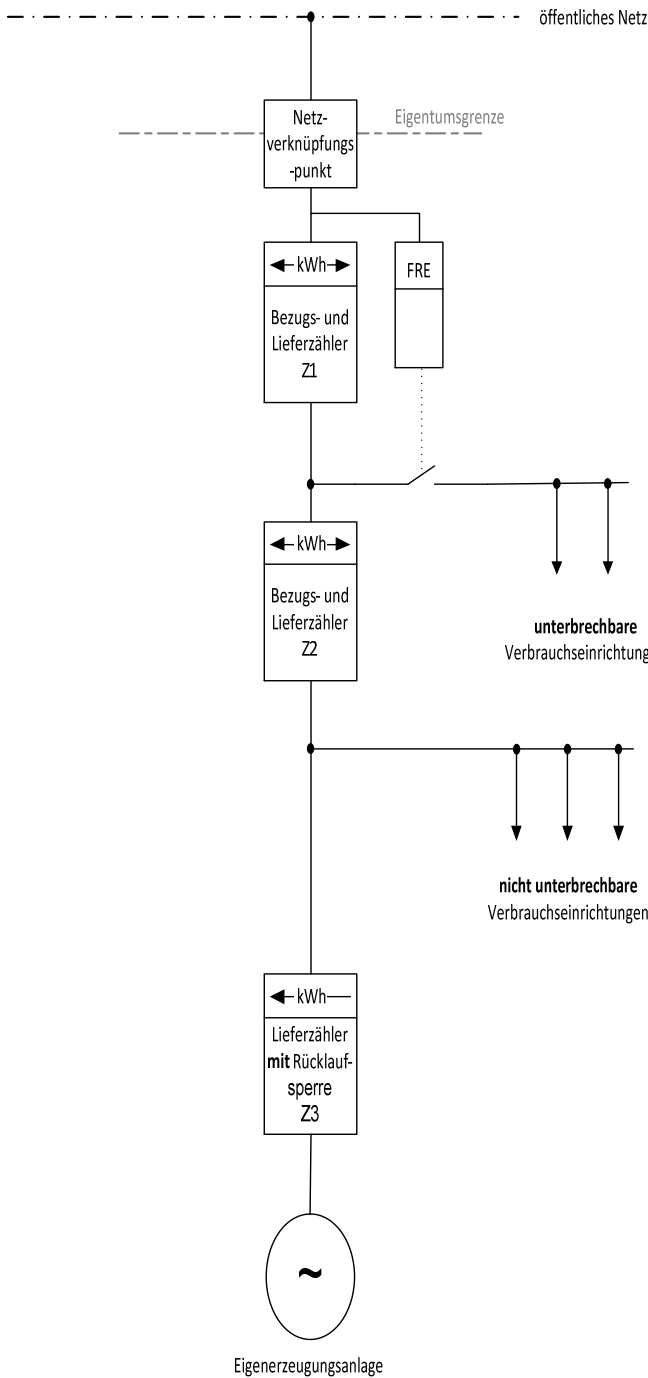 öffentliches Netz
Netz-
verknüpfungs
-punkt
Eigentumsgrenze
kWh
FRE
Bezugs- und
Lieferzähler
Z1
kWh
Bezugs- und
Lieferzähler
Z2
unterbrechbare
Verbrauchseinrichtung
nicht unterbrechbare
Verbrauchseinrichtungen
kWh
Lieferzähler
mit Rücklauf-
sperre
Z3
~
Eigenerzeugungsanlage